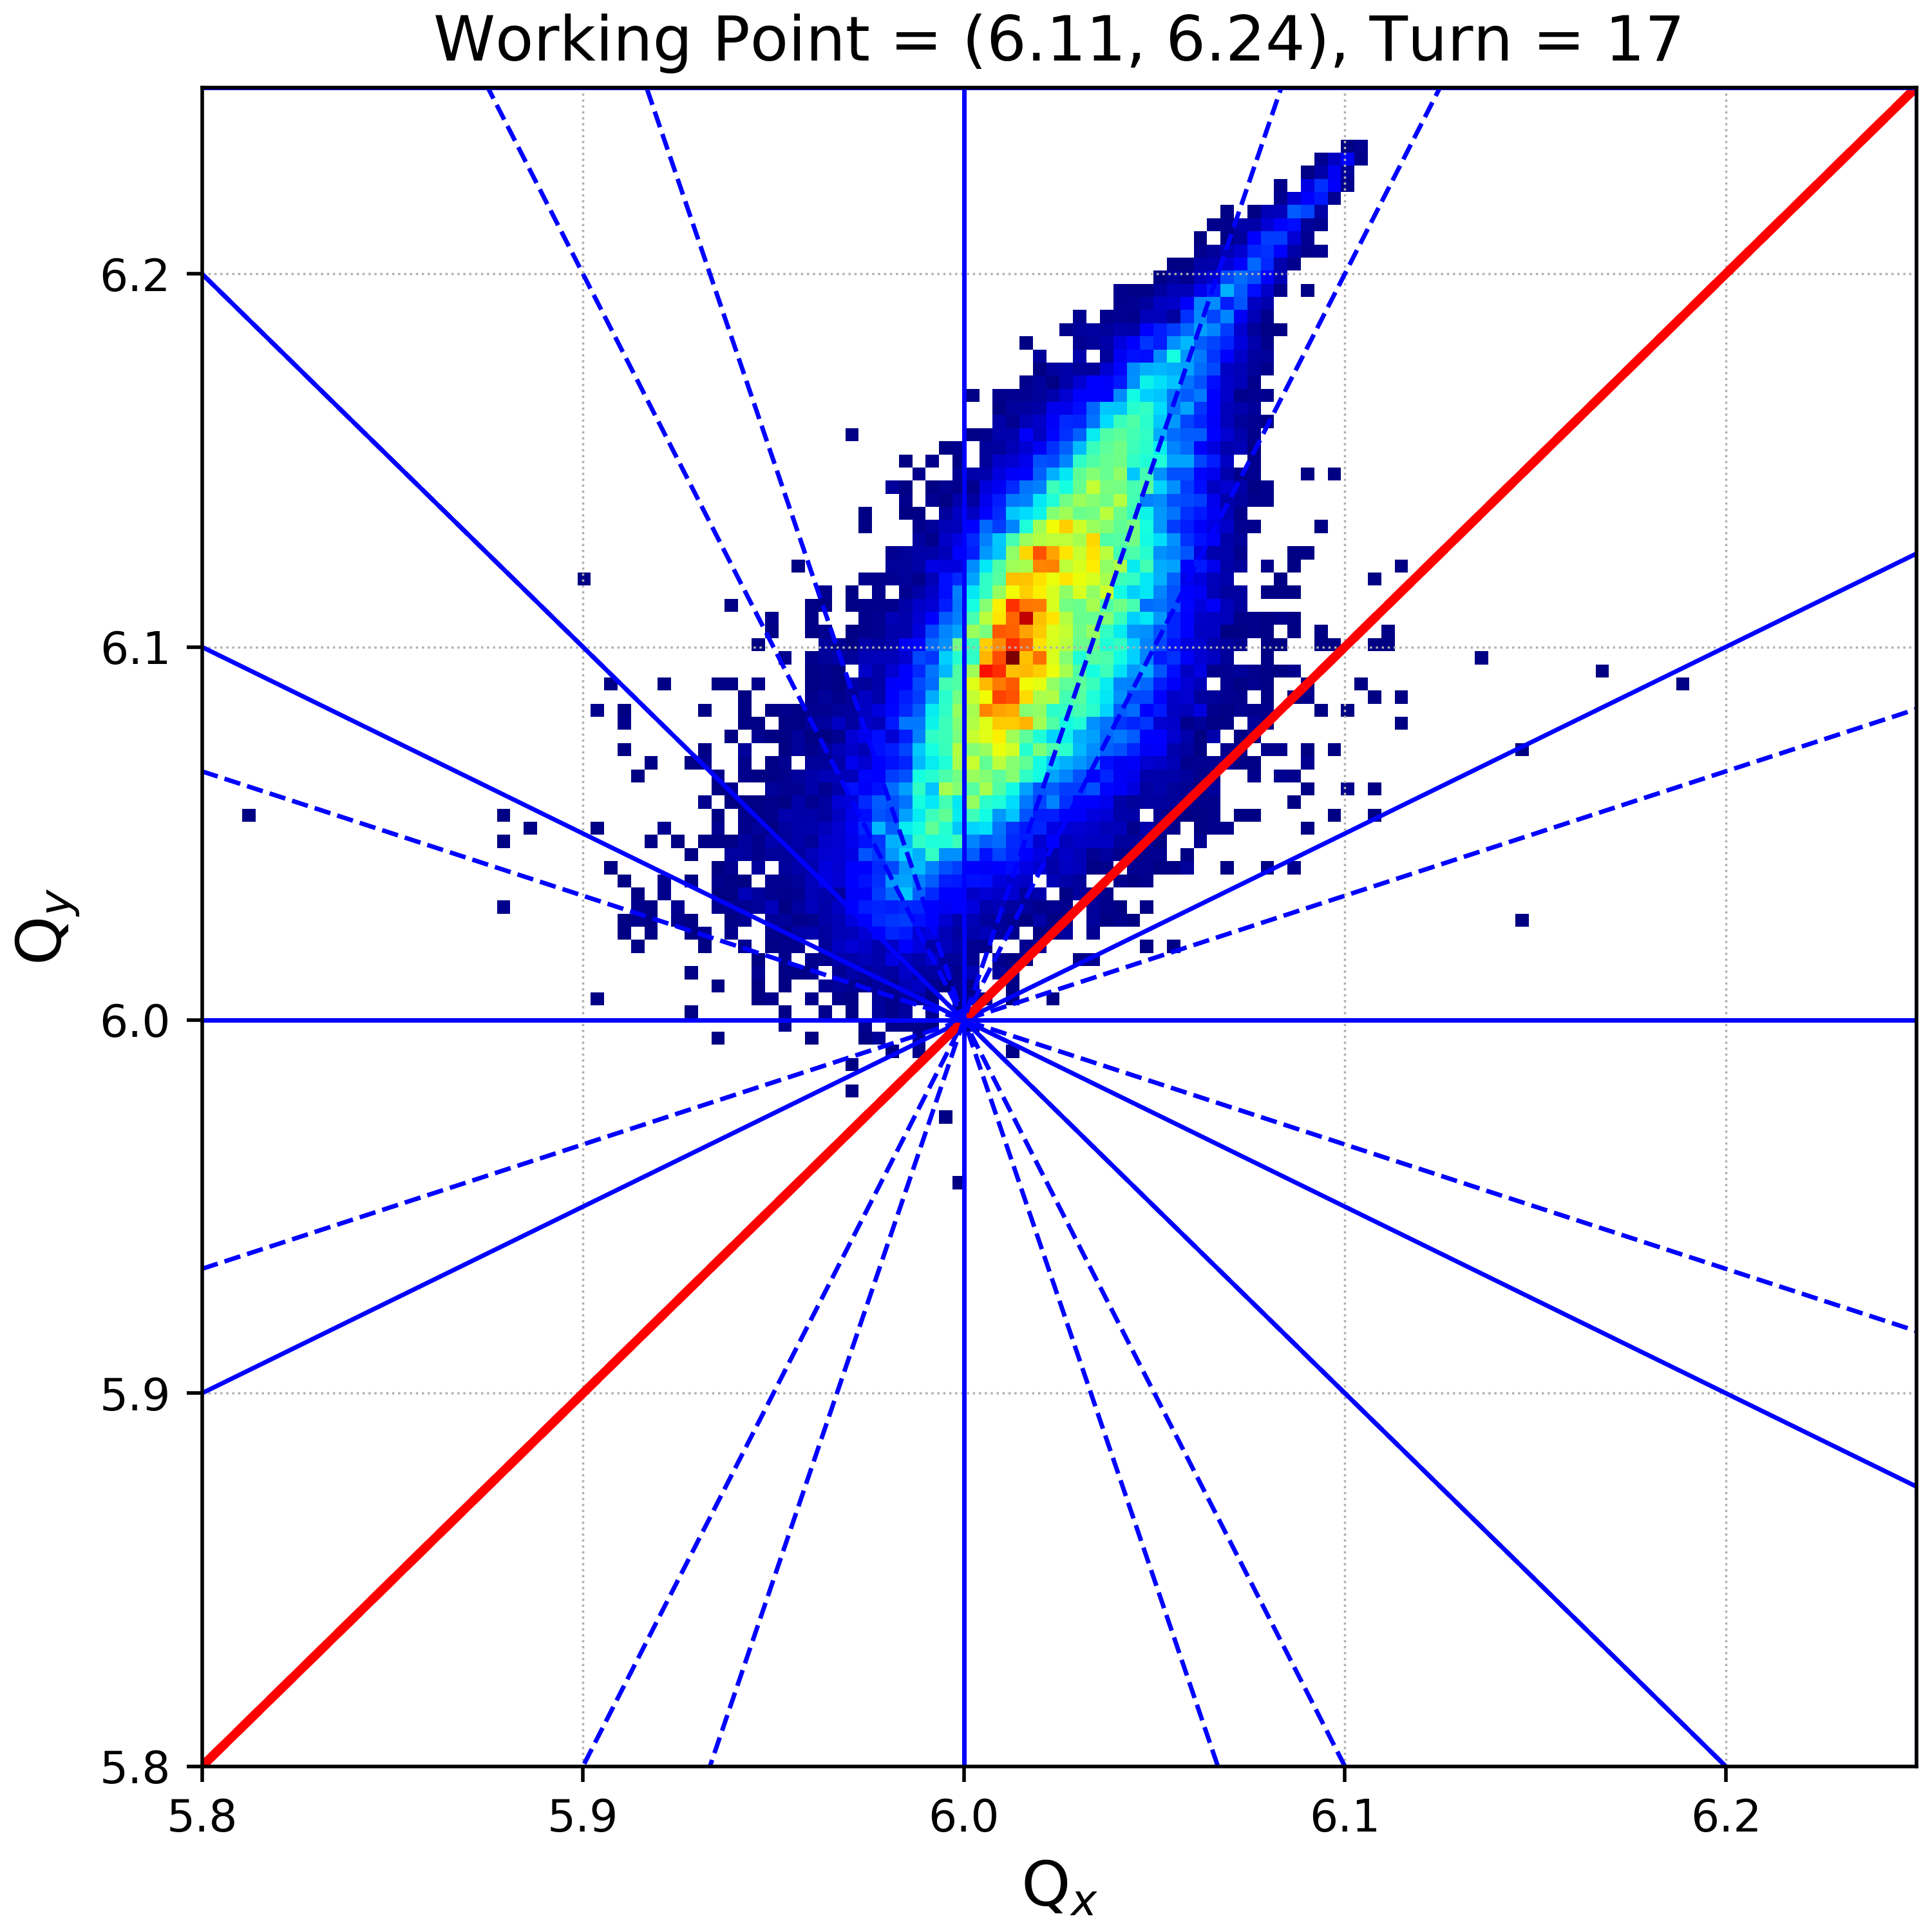 Working Point = (6.11, 6.24), Turn = 17
6.2
6.1
6.0
5.9
5.8
Qy
5.8 5.9 6.0 6.1 6.2
Qx